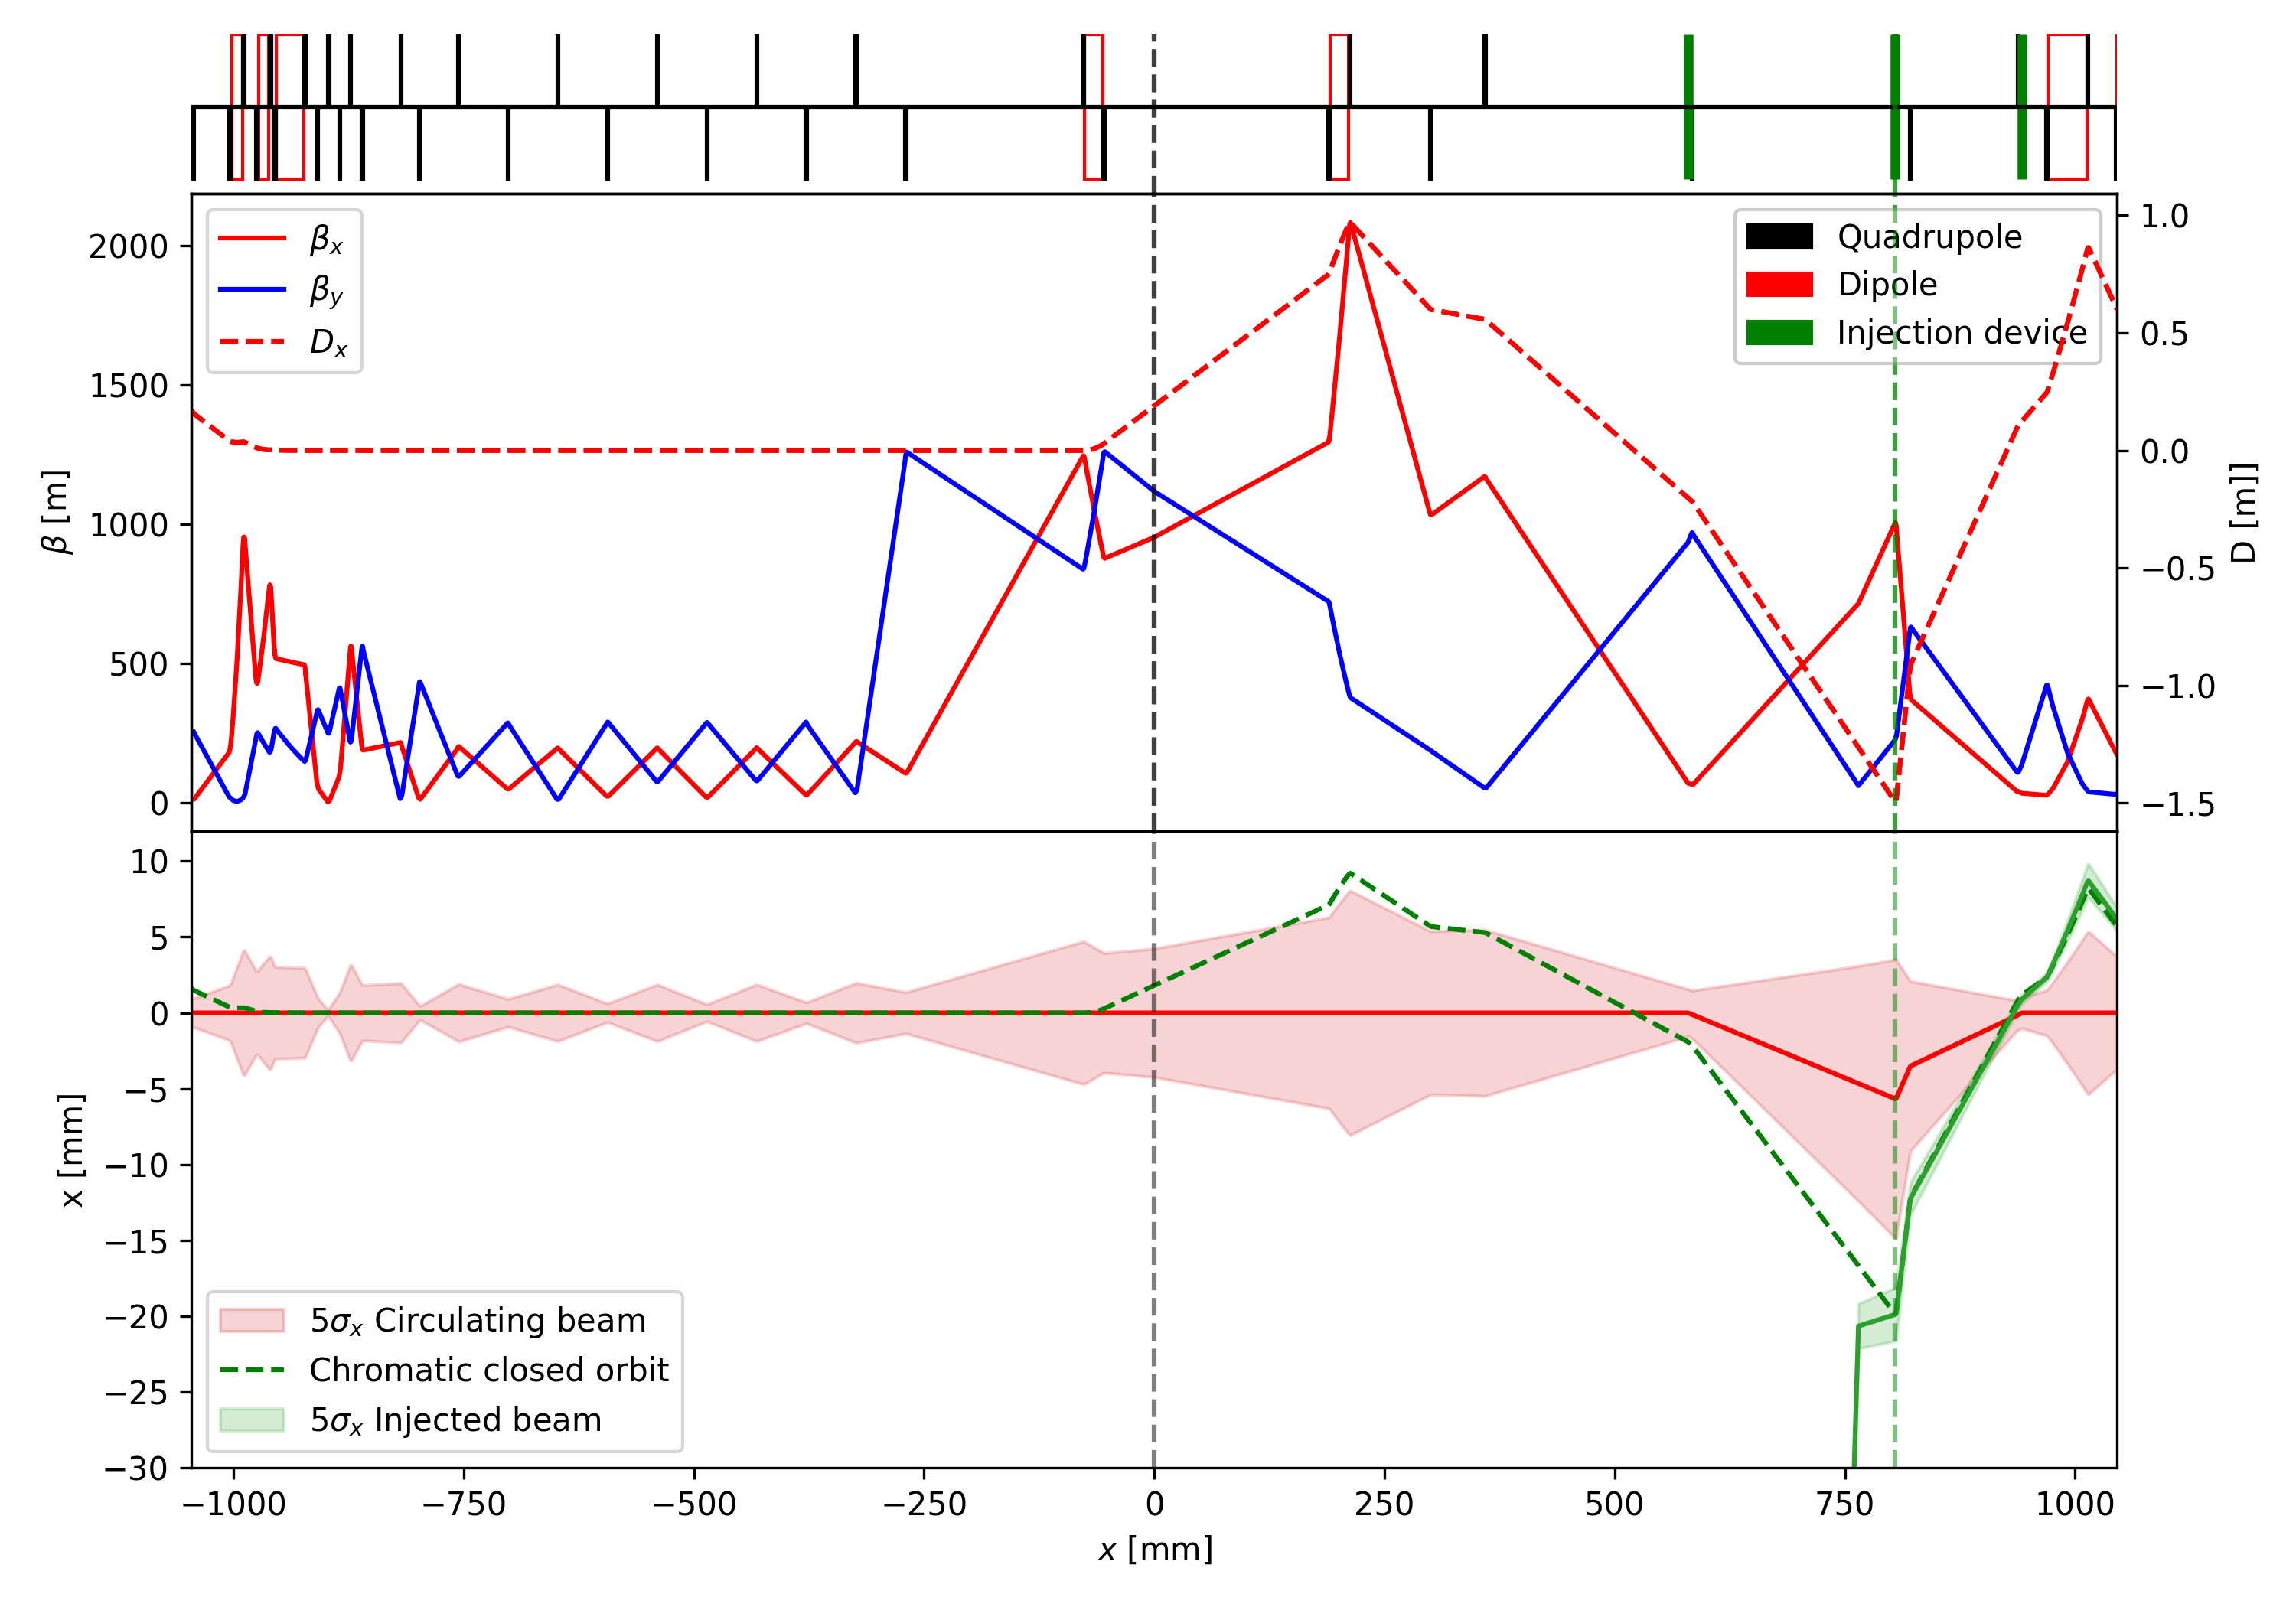 2000
1500
1000
500
0
β [m]
βx
βy
Dx
Quadrupole
Dipole
Injection device
1.0
0.5
0.0
−0.5
−1.0
−1.5
D [m]]
10
5
0
−5
−10
−15
−20
−25
−30
x [mm]
5σx Circulating beam
Chromatic closed orbit
5σx Injected beam
−1000 −750 −500 −250 0 250 500 750 1000
x [mm]